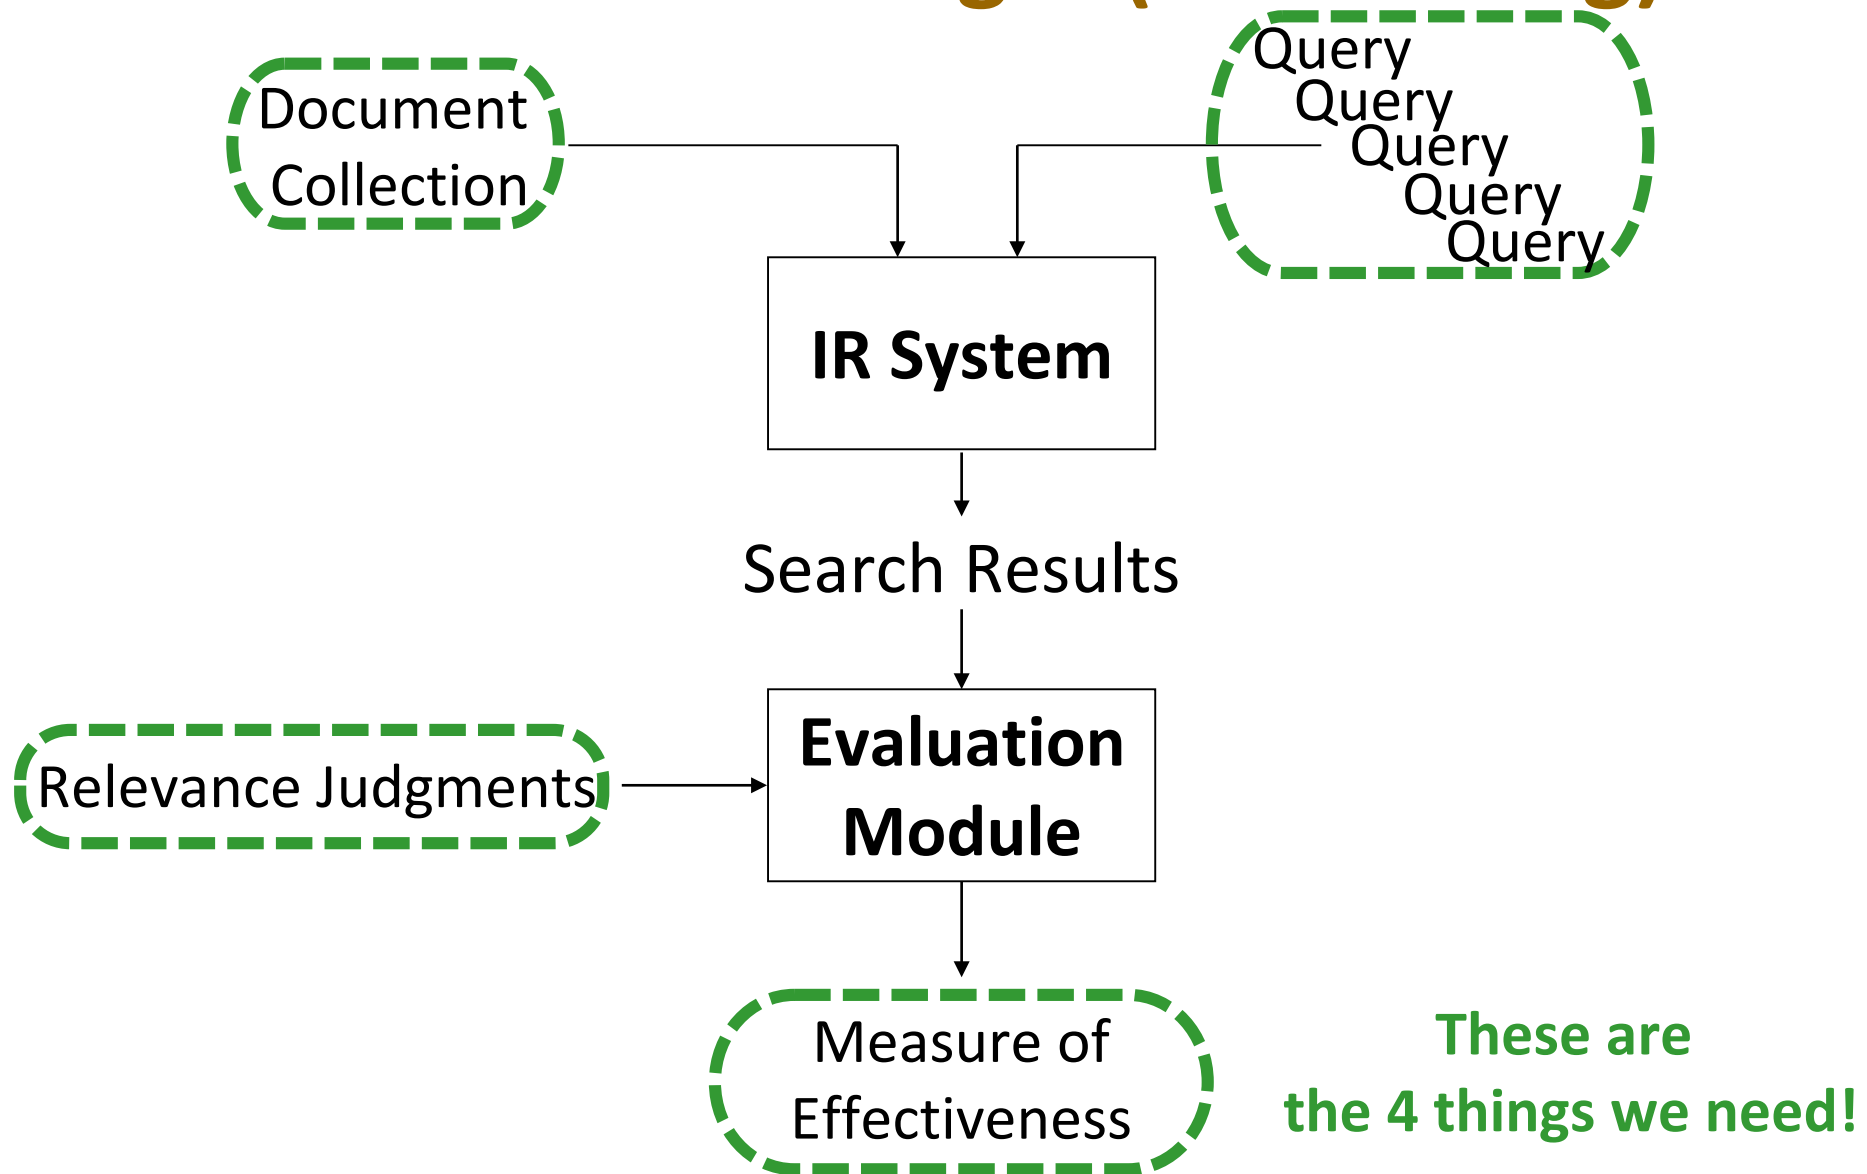 Document
Collection
Query
Query
Query
Query
Query
IR System
Search Results
Relevance Judgments
Evaluation
Module
Measure of
Effectiveness
These are
the 4 things we need!